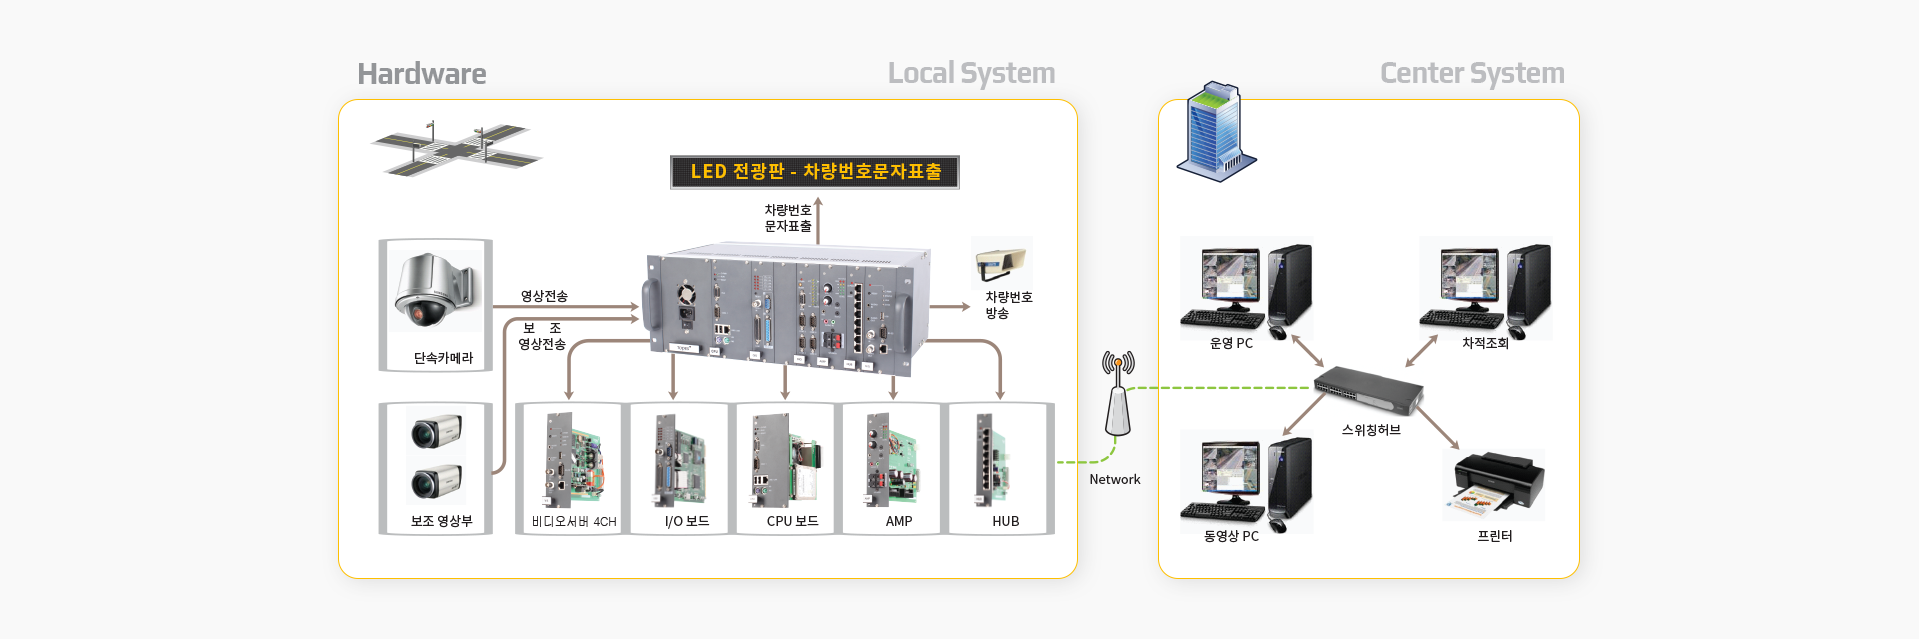 Hardware
Local System
Center System
LED 전광판 - 차량번호문자표출
차량번호
문자표출
영상전송
보 조
영상전송
차량번호
방송
단속카메라
보조 영상부
비디오서버 4CH
I/O 보드
CPU 보드
AMP
HUB
Network
운영 PC
차적조회
스위칭허브
동영상 PC
프린터